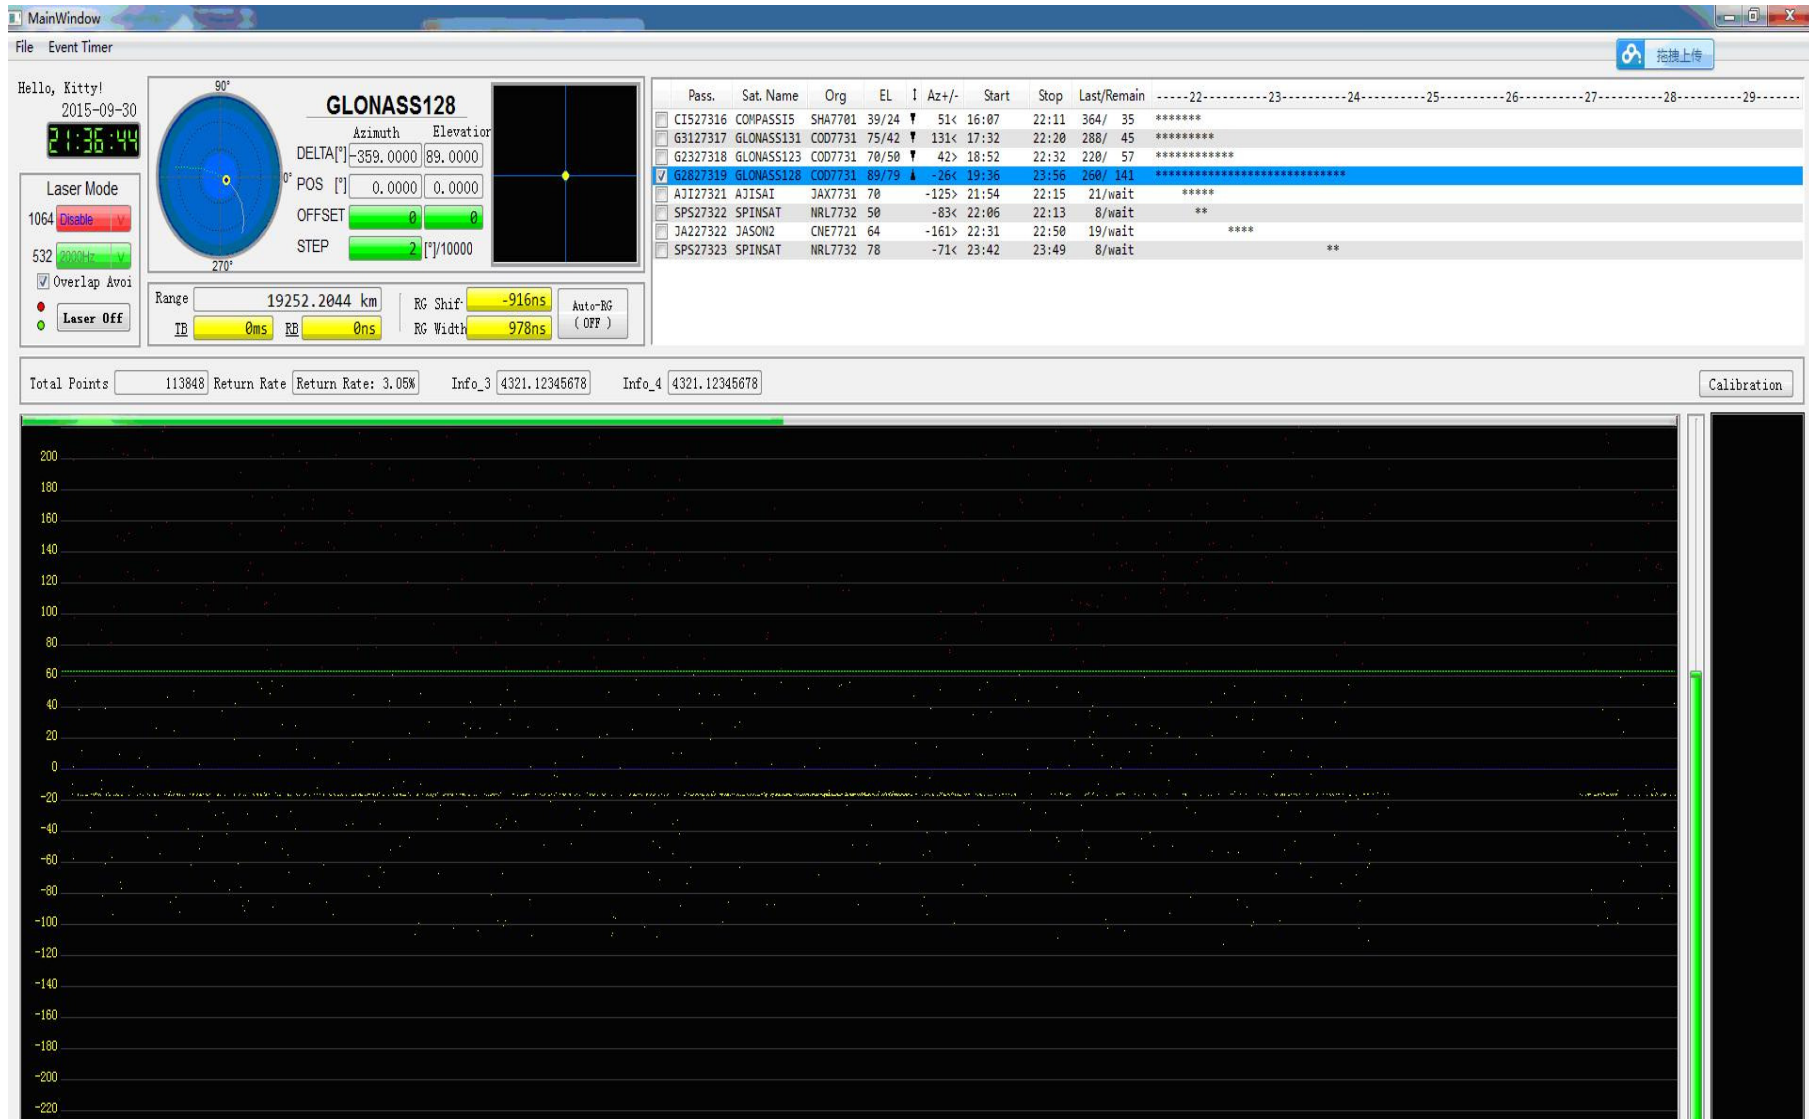 MainWindow
File Event Timer
拖拽上传
Hello, Kitty!
2015-09-30
21:36:44
Laser Mode
1064 Disable
532 2000Hz
Overlap Avoi
Laser Off
90°
0°
270°
GLONASS128
Azimuth Elevation
DELTA[°] -359.0000 89.0000
POS [°] 0.0000 0.0000
OFFSET 0 0
STEP 2 [°]/10000
Range 19252.2044 km
TB 0ms RB 0ns
RG Shif -916ns
RG Width 978ns
Auto-RG
( OFF )
Pass. Sat. Name Org EL Az+/- Start Stop Last/Remain -----22---------23---------24---------25---------26---------27---------28---------29------
CI527316 COMPASSI5 SHA7701 39/24 51< 16:07 22:11 364/ 35 *******
G3127317 GLONASS131 COD7731 75/42 131< 17:32 22:20 288/ 45 *********
G2327318 GLONASS123 COD7731 70/50 42> 18:52 22:32 220/ 57 ************
G2827319 GLONASS128 COD7731 89/79 -26< 19:36 23:56 260/ 141 *****************************
AJI27321 AJISAI JAX7731 70 -125> 21:54 22:15 21/wait *****
SPS27322 SPINSAT NRL7732 50 -83< 22:06 22:13 8/wait **
JA227322 JASON2 CNE7721 64 -161> 22:31 22:50 19/wait ****
SPS27323 SPINSAT NRL7732 78 -71< 23:42 23:49 8/wait **
Total Points 113848 Return Rate Return Rate: 3.05% Info_3 4321.12345678 Info_4 4321.12345678 Calibration
200
180
160
140
120
100
80
60
40
20
0
-20
-40
-60
-80
-100
-120
-140
-160
-180
-200
-220